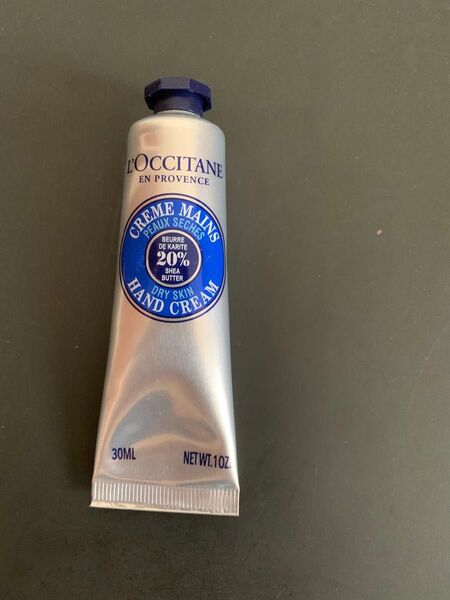 L'OCCITANE
EN PROVENCE
CREME MAINS
PEAUX SECHES
BEURRE
DE KARITE
20%
SHEA
BUTTER
DRY SKIN
HAND CREAM
30ML NET WT. 1 OZ.